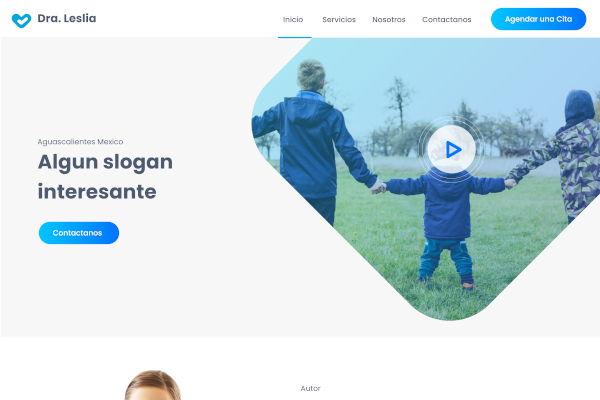 Dra. Leslia
Inicio
Servicios
Nosotros
Contactanos
Agendar una Cita
Aguascalientes Mexico
Algun slogan
interesante
Contactanos
Autor